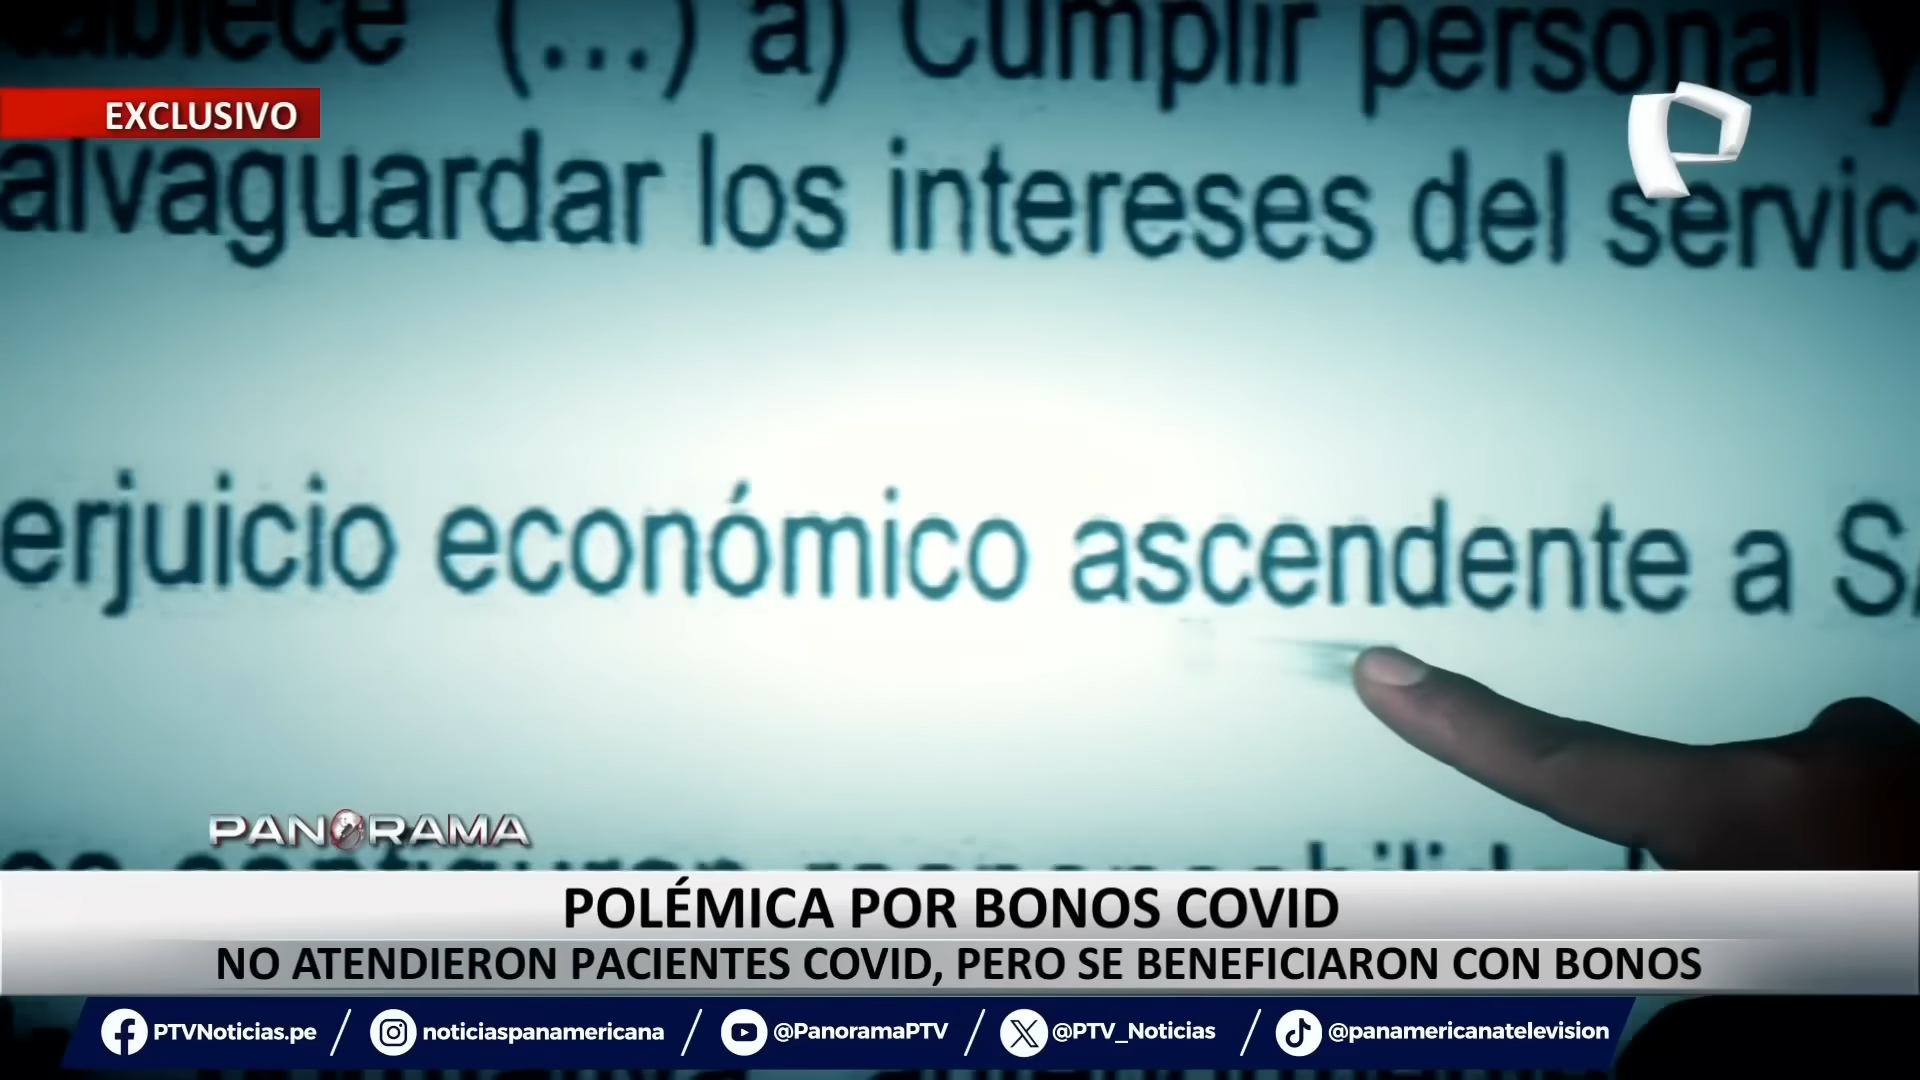 (...) a) Cumplir personal y
EXCLUSIVO
alvaguardar los intereses del servic
erjuicio económico ascendente a S/
PANORAMA
POLÉMICA POR BONOS COVID
NO ATENDIERON PACIENTES COVID, PERO SE BENEFICIARON CON BONOS
PTVNoticias.pe / noticiaspanamericana / @PanoramaPTV / @PTV_Noticias / @panamericanatelevision